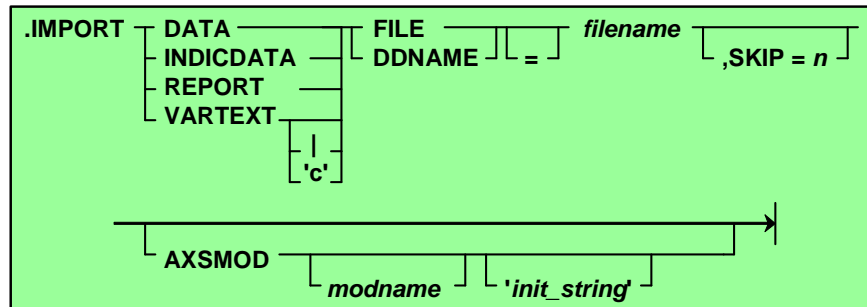 .IMPORT DATA FILE filename
INDICDATA DDNAME = ,SKIP = n
REPORT
VARTEXT
|
'c'
AXSMOD
modname 'init_string'